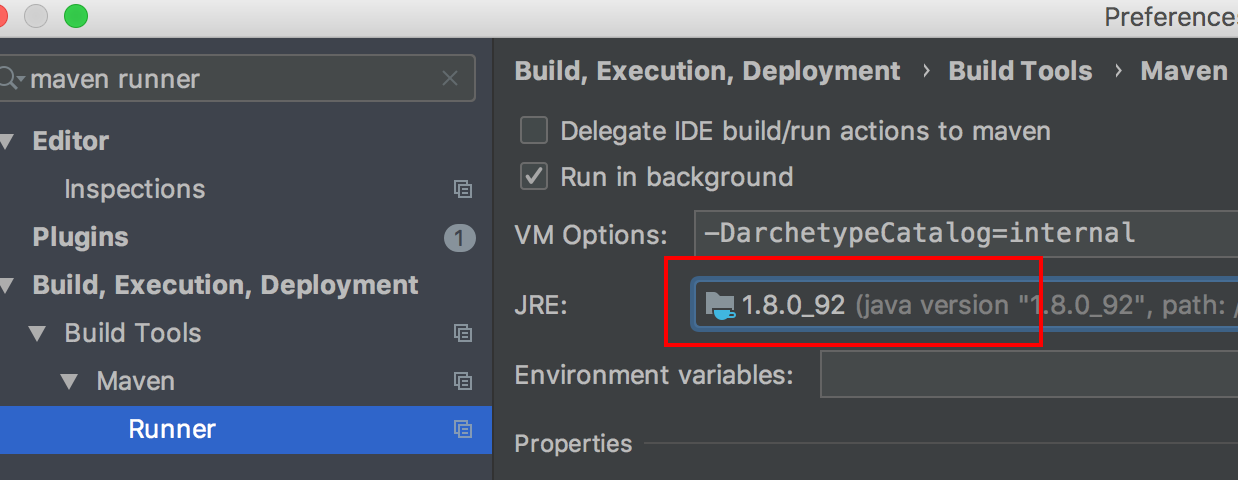 Preferences
maven runner
Editor
Inspections
Plugins
1
Build, Execution, Deployment
Build Tools
Maven
Runner
Build, Execution, Deployment › Build Tools › Maven
Delegate IDE build/run actions to maven
Run in background
VM Options: -DarchetypeCatalog=internal
JRE: 1.8.0_92 (java version "1.8.0_92", path: /
Environment variables:
Properties